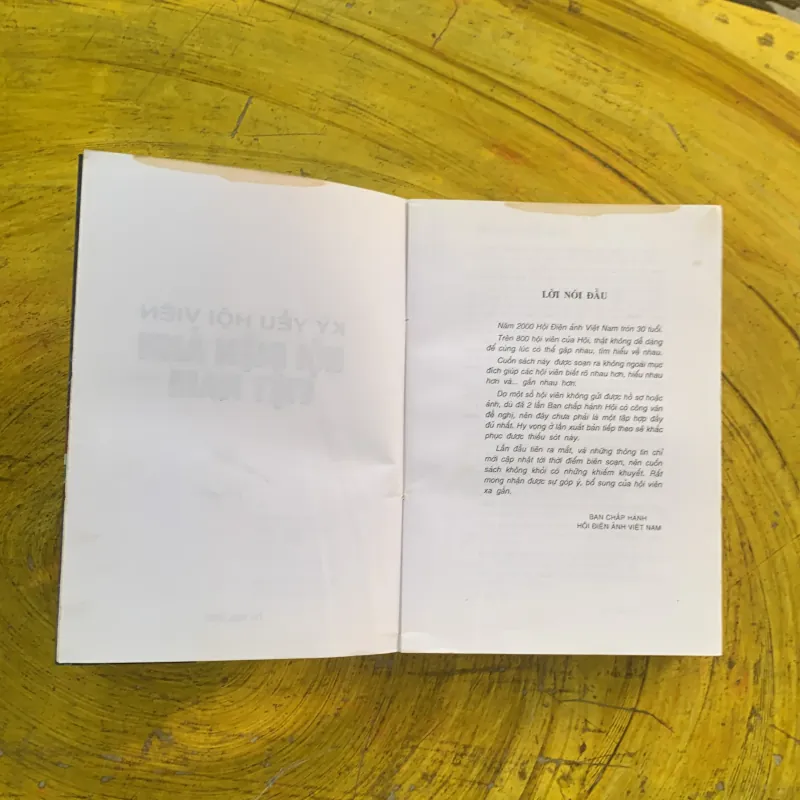 KỶ YẾU HỘI VIÊN
LỜI NÓI ĐẦU
Năm 2000 Hội Điện ảnh Việt Nam tròn 30 tuổi.
Trên 800 hội viên của Hội, thật không dễ dàng
để cùng lúc có thể gặp nhau, tìm hiểu về nhau.
Cuốn sách này được soạn ra không ngoài mục
đích giúp các hội viên biết rõ nhau hơn, hiểu nhau
hơn và... gần nhau hơn.
Do một số hội viên không gửi được hồ sơ hoặc
ảnh, dù đã 2 lần Ban chấp hành Hội có công văn
đề nghị, nên đây chưa phải là một tập hợp đầy
đủ nhất. Hy vọng ở lần xuất bản tiếp theo sẽ khắc
phục được thiếu sót này.
Lần đầu tiên ra mắt, và những thông tin chỉ
mới cập nhật tới thời điểm biên soạn, nên cuốn
sách không khỏi có những khiếm khuyết. Rất
mong nhận được sự góp ý, bổ sung của hội viên
xa gần.
BAN CHẤP HÀNH
HỘI ĐIỆN ẢNH VIỆT NAM